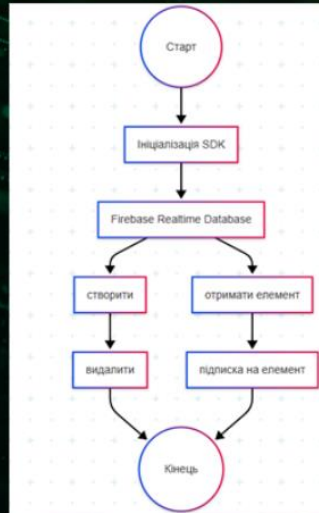 Старт
Ініціалізація SDK
Firebase Realtime Database
створити
отримати елемент
видалити
підписка на елемент
Кінець